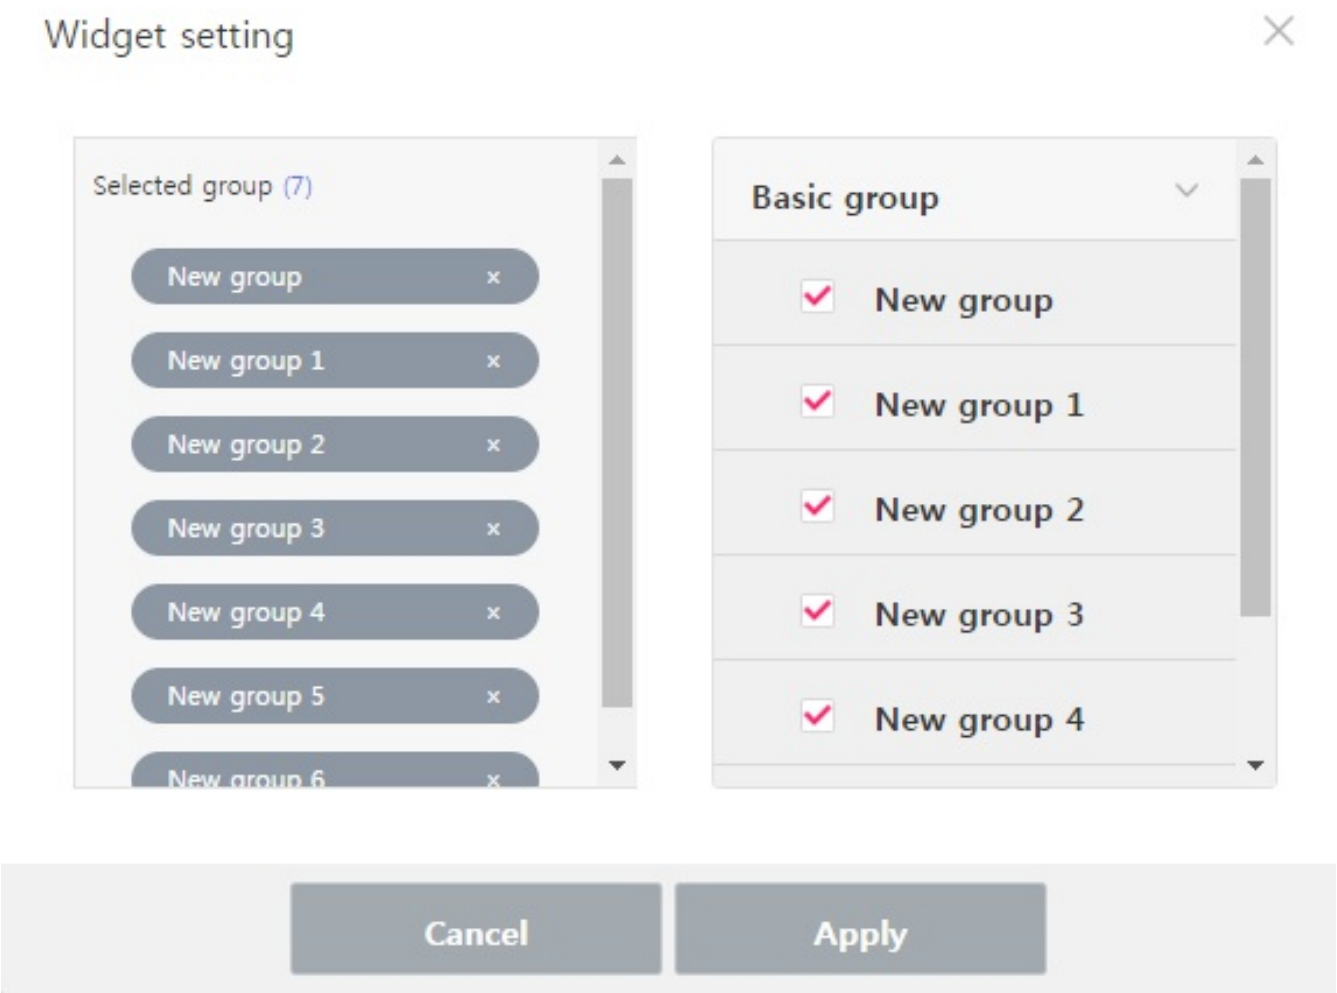 Widget setting
Selected group (7)
New group
New group 1
New group 2
New group 3
New group 4
New group 5
New group 6
Basic group
New group
New group 1
New group 2
New group 3
New group 4
Cancel
Apply